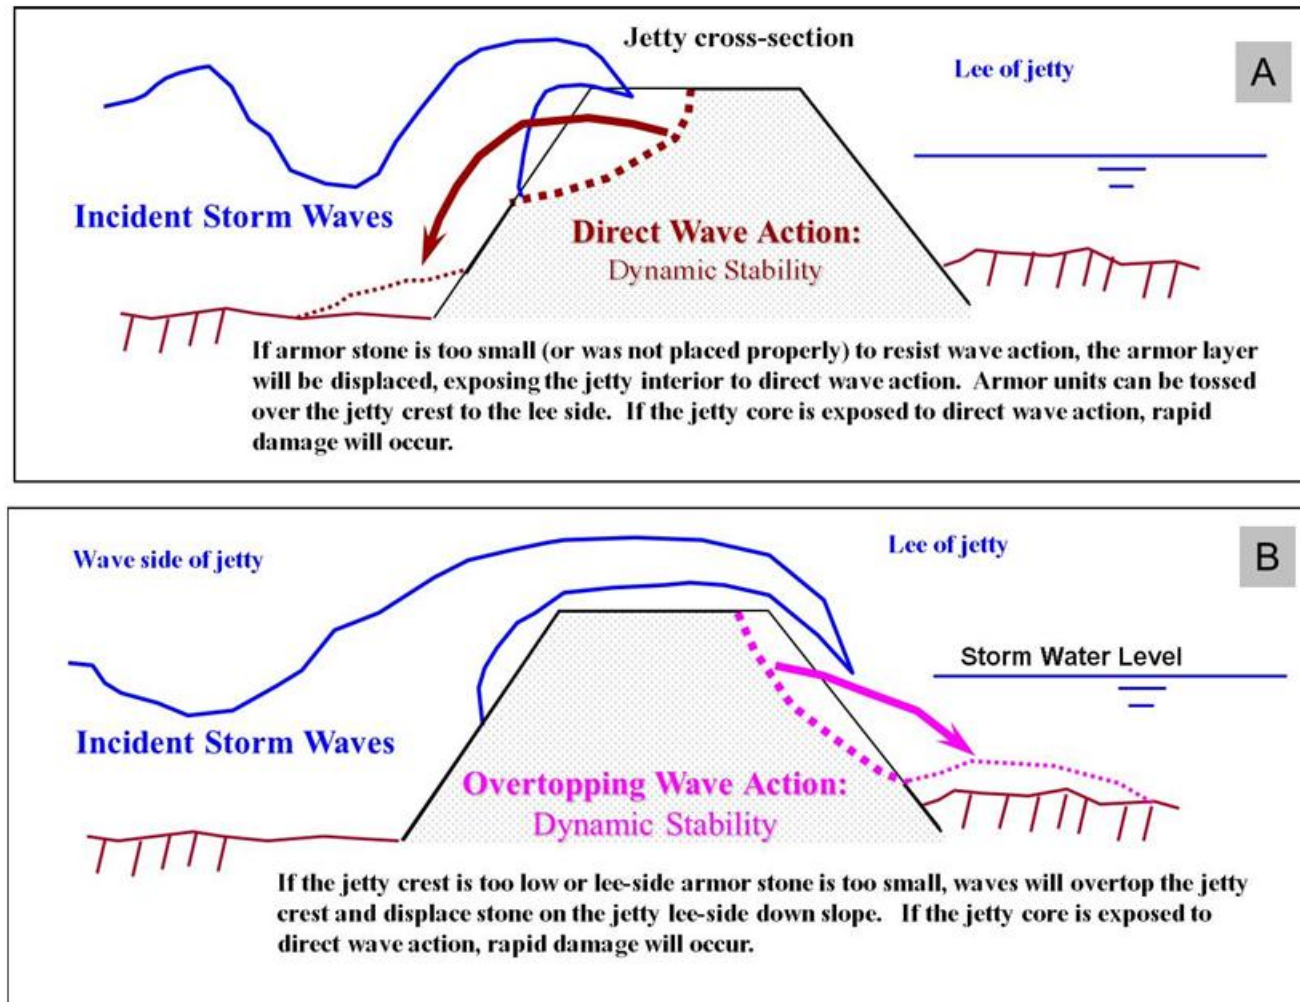 Jetty cross-section
Lee of jetty
A
Incident Storm Waves
Direct Wave Action:
Dynamic Stability
If armor stone is too small (or was not placed properly) to resist wave action, the armor layer
will be displaced, exposing the jetty interior to direct wave action.  Armor units can be tossed
over the jetty crest to the lee side.  If the jetty core is exposed to direct wave action, rapid
damage will occur.
Wave side of jetty
Lee of jetty
B
Storm Water Level
Incident Storm Waves
Overtopping Wave Action:
Dynamic Stability
If the jetty crest is too low or lee-side armor stone is too small, waves will overtop the jetty
crest and displace stone on the jetty lee-side down slope.  If the jetty core is exposed to
direct wave action, rapid damage will occur.